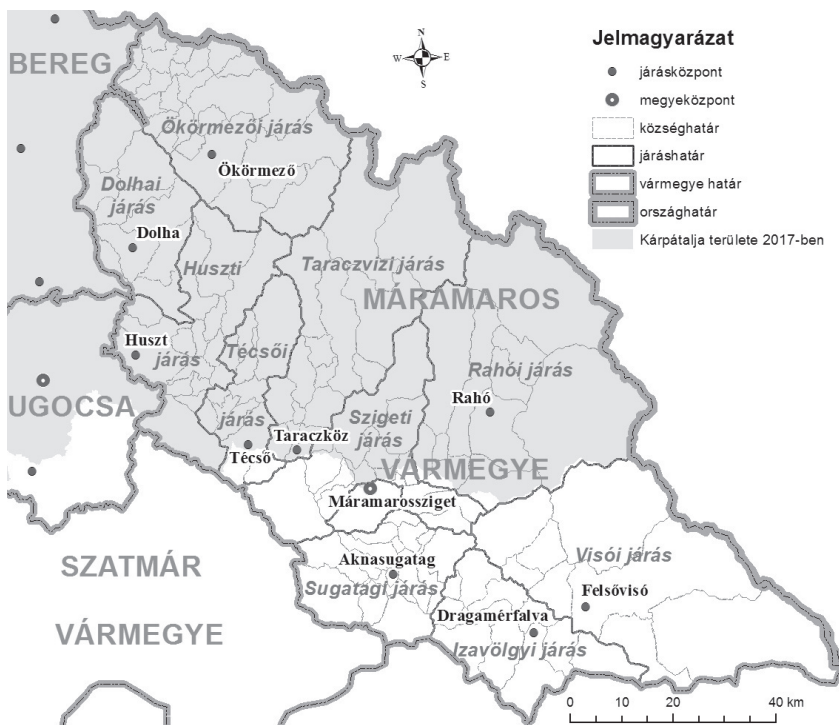 N
W E
S
Jelmagyarázat
járásközpont
megyeközpont
községhatár
járáshatár
vármegye határ
országhatár
Kárpátalja területe 2017-ben
BEREG
Ökörmezői járás
Ökörmező
Dolhai
járás
Dolha
Huszti
Taraczvizi járás
MÁRAMAROS
Huszt
járás
Técsői
Rahói járás
UGOCSA
Rahó
járás
Szigeti
járás
Taraczköz
Técső
VÁRMEGYE
Máramarossziget
SZATMÁR
Aknasugatag
Sugatagi járás
Visói járás
Felsővisó
VÁRMEGYE
Dragamérfalva
Izavölgyi járás
0 10 20 40 km